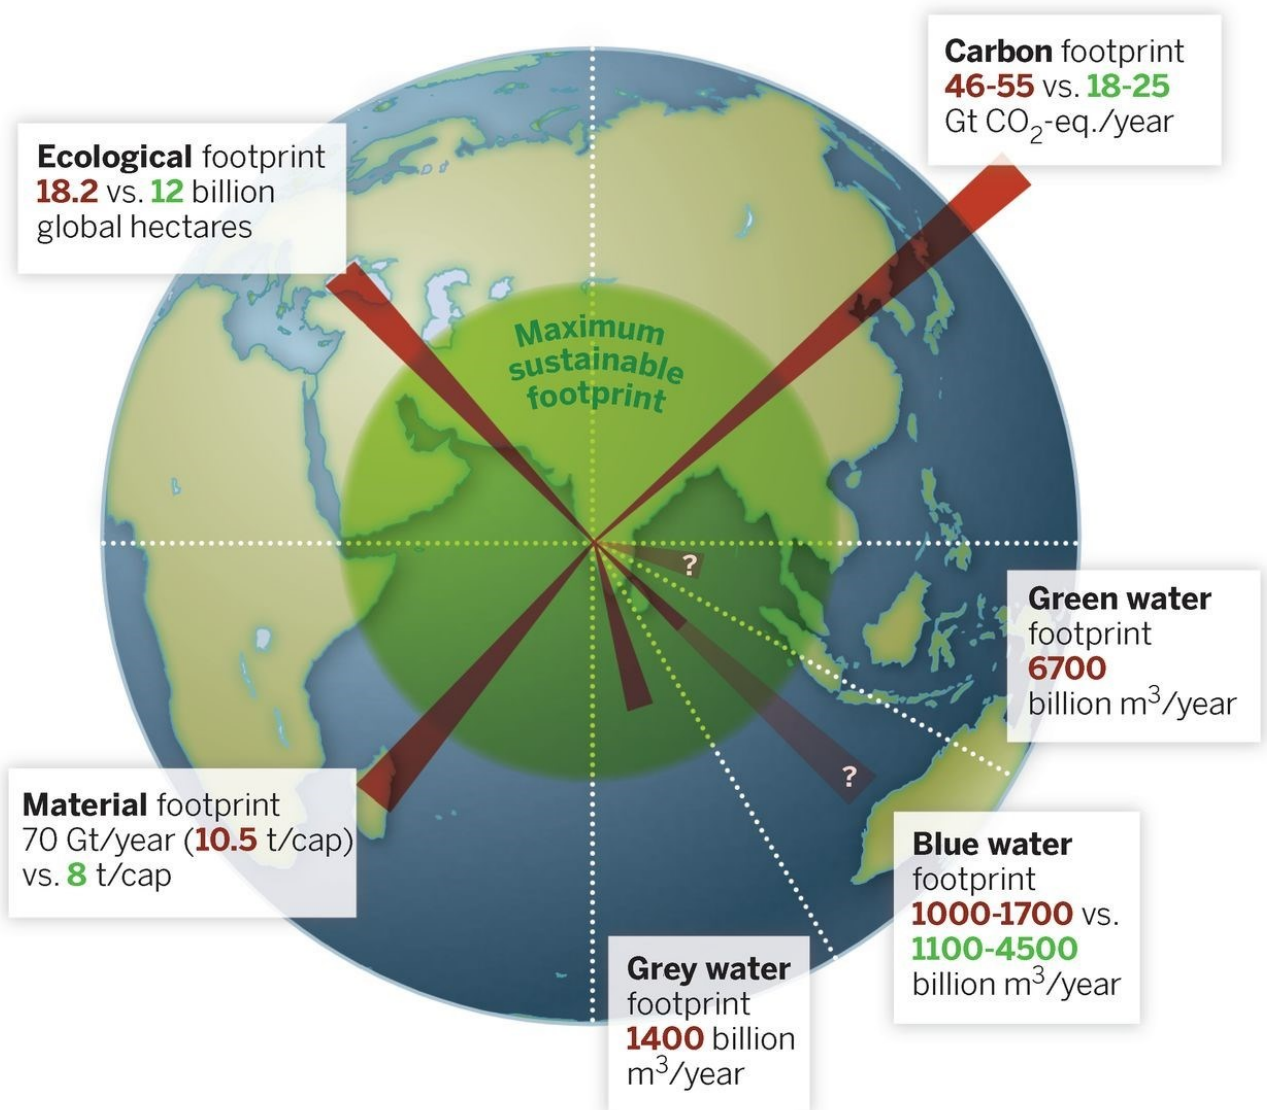 Carbon footprint
46-55 vs. 18-25
Gt CO₂-eq./year
Ecological footprint
18.2 vs. 12 billion
global hectares
Maximum
sustainable
footprint
?
Green water
footprint
6700
billion m³/year
?
Material footprint
70 Gt/year (10.5 t/cap)
vs. 8 t/cap
Blue water
footprint
1000-1700 vs.
1100-4500
billion m³/year
Grey water
footprint
1400 billion
m³/year